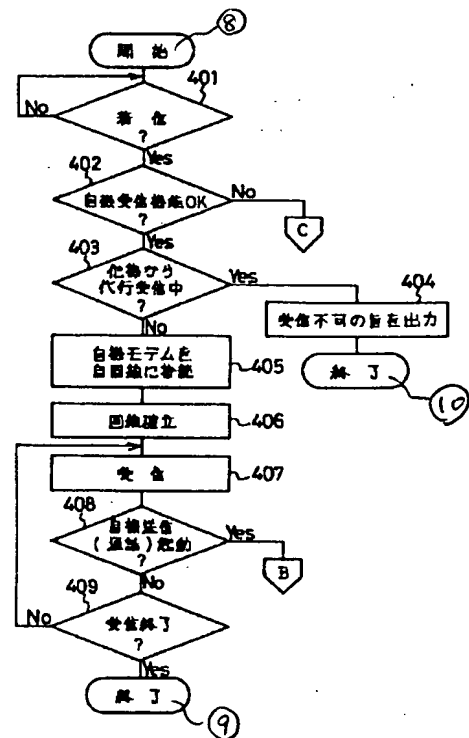 ⑧
開始
401
No
着信
?
Yes
402
自機受信機能OK
?
No
C
Yes
403
他機から
代行受信中
?
Yes
404
受信不可の旨を出力
終了
⑩
No
自機モデムを
自回線に接続
405
回線確立
406
受信
407
408
自機送信
(通話)起動
?
Yes
B
No
409
受信終了
?
No
Yes
終了
⑨